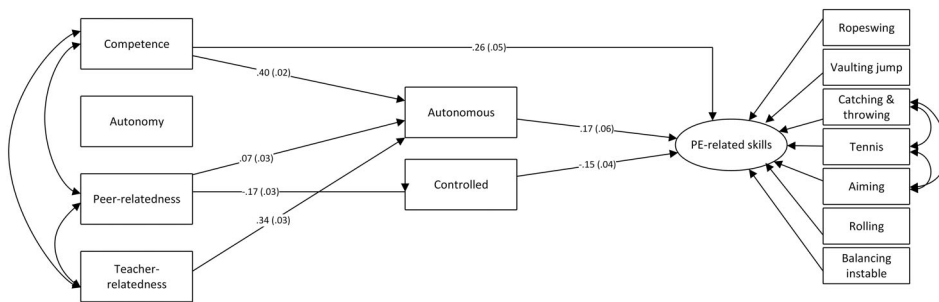 Competence
Autonomy
Peer-relatedness
Teacher-
relatedness
.40 (.02)
.07 (.03)
-.17 (.03)
.34 (.03)
.26 (.05)
Autonomous
Controlled
.17 (.06)
-.15 (.04)
PE-related skills
Ropeswing
Vaulting jump
Catching &
throwing
Tennis
Aiming
Rolling
Balancing
instable